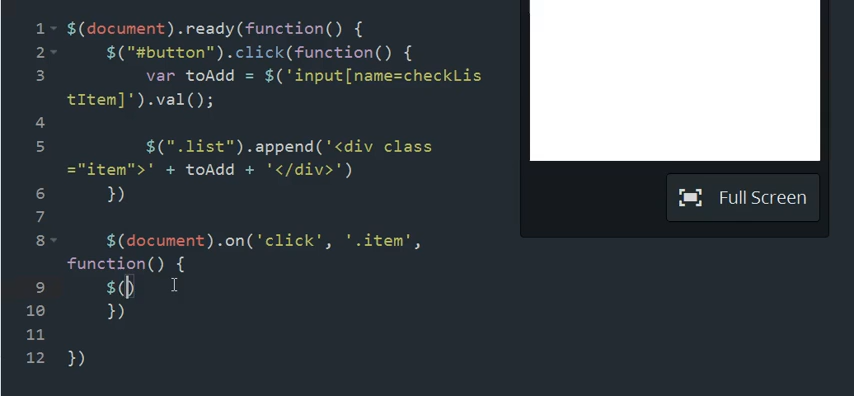 1 $(document).ready(function() {
2 $("#button").click(function() {
3 var toAdd = $('input[name=checkLis
tItem]').val();
4
5 $(".list").append('<div class
="item">' + toAdd + '</div>')
6 })
7
8 $(document).on('click', '.item',
function() {
9 $()
10 })
11
12 })
Full Screen